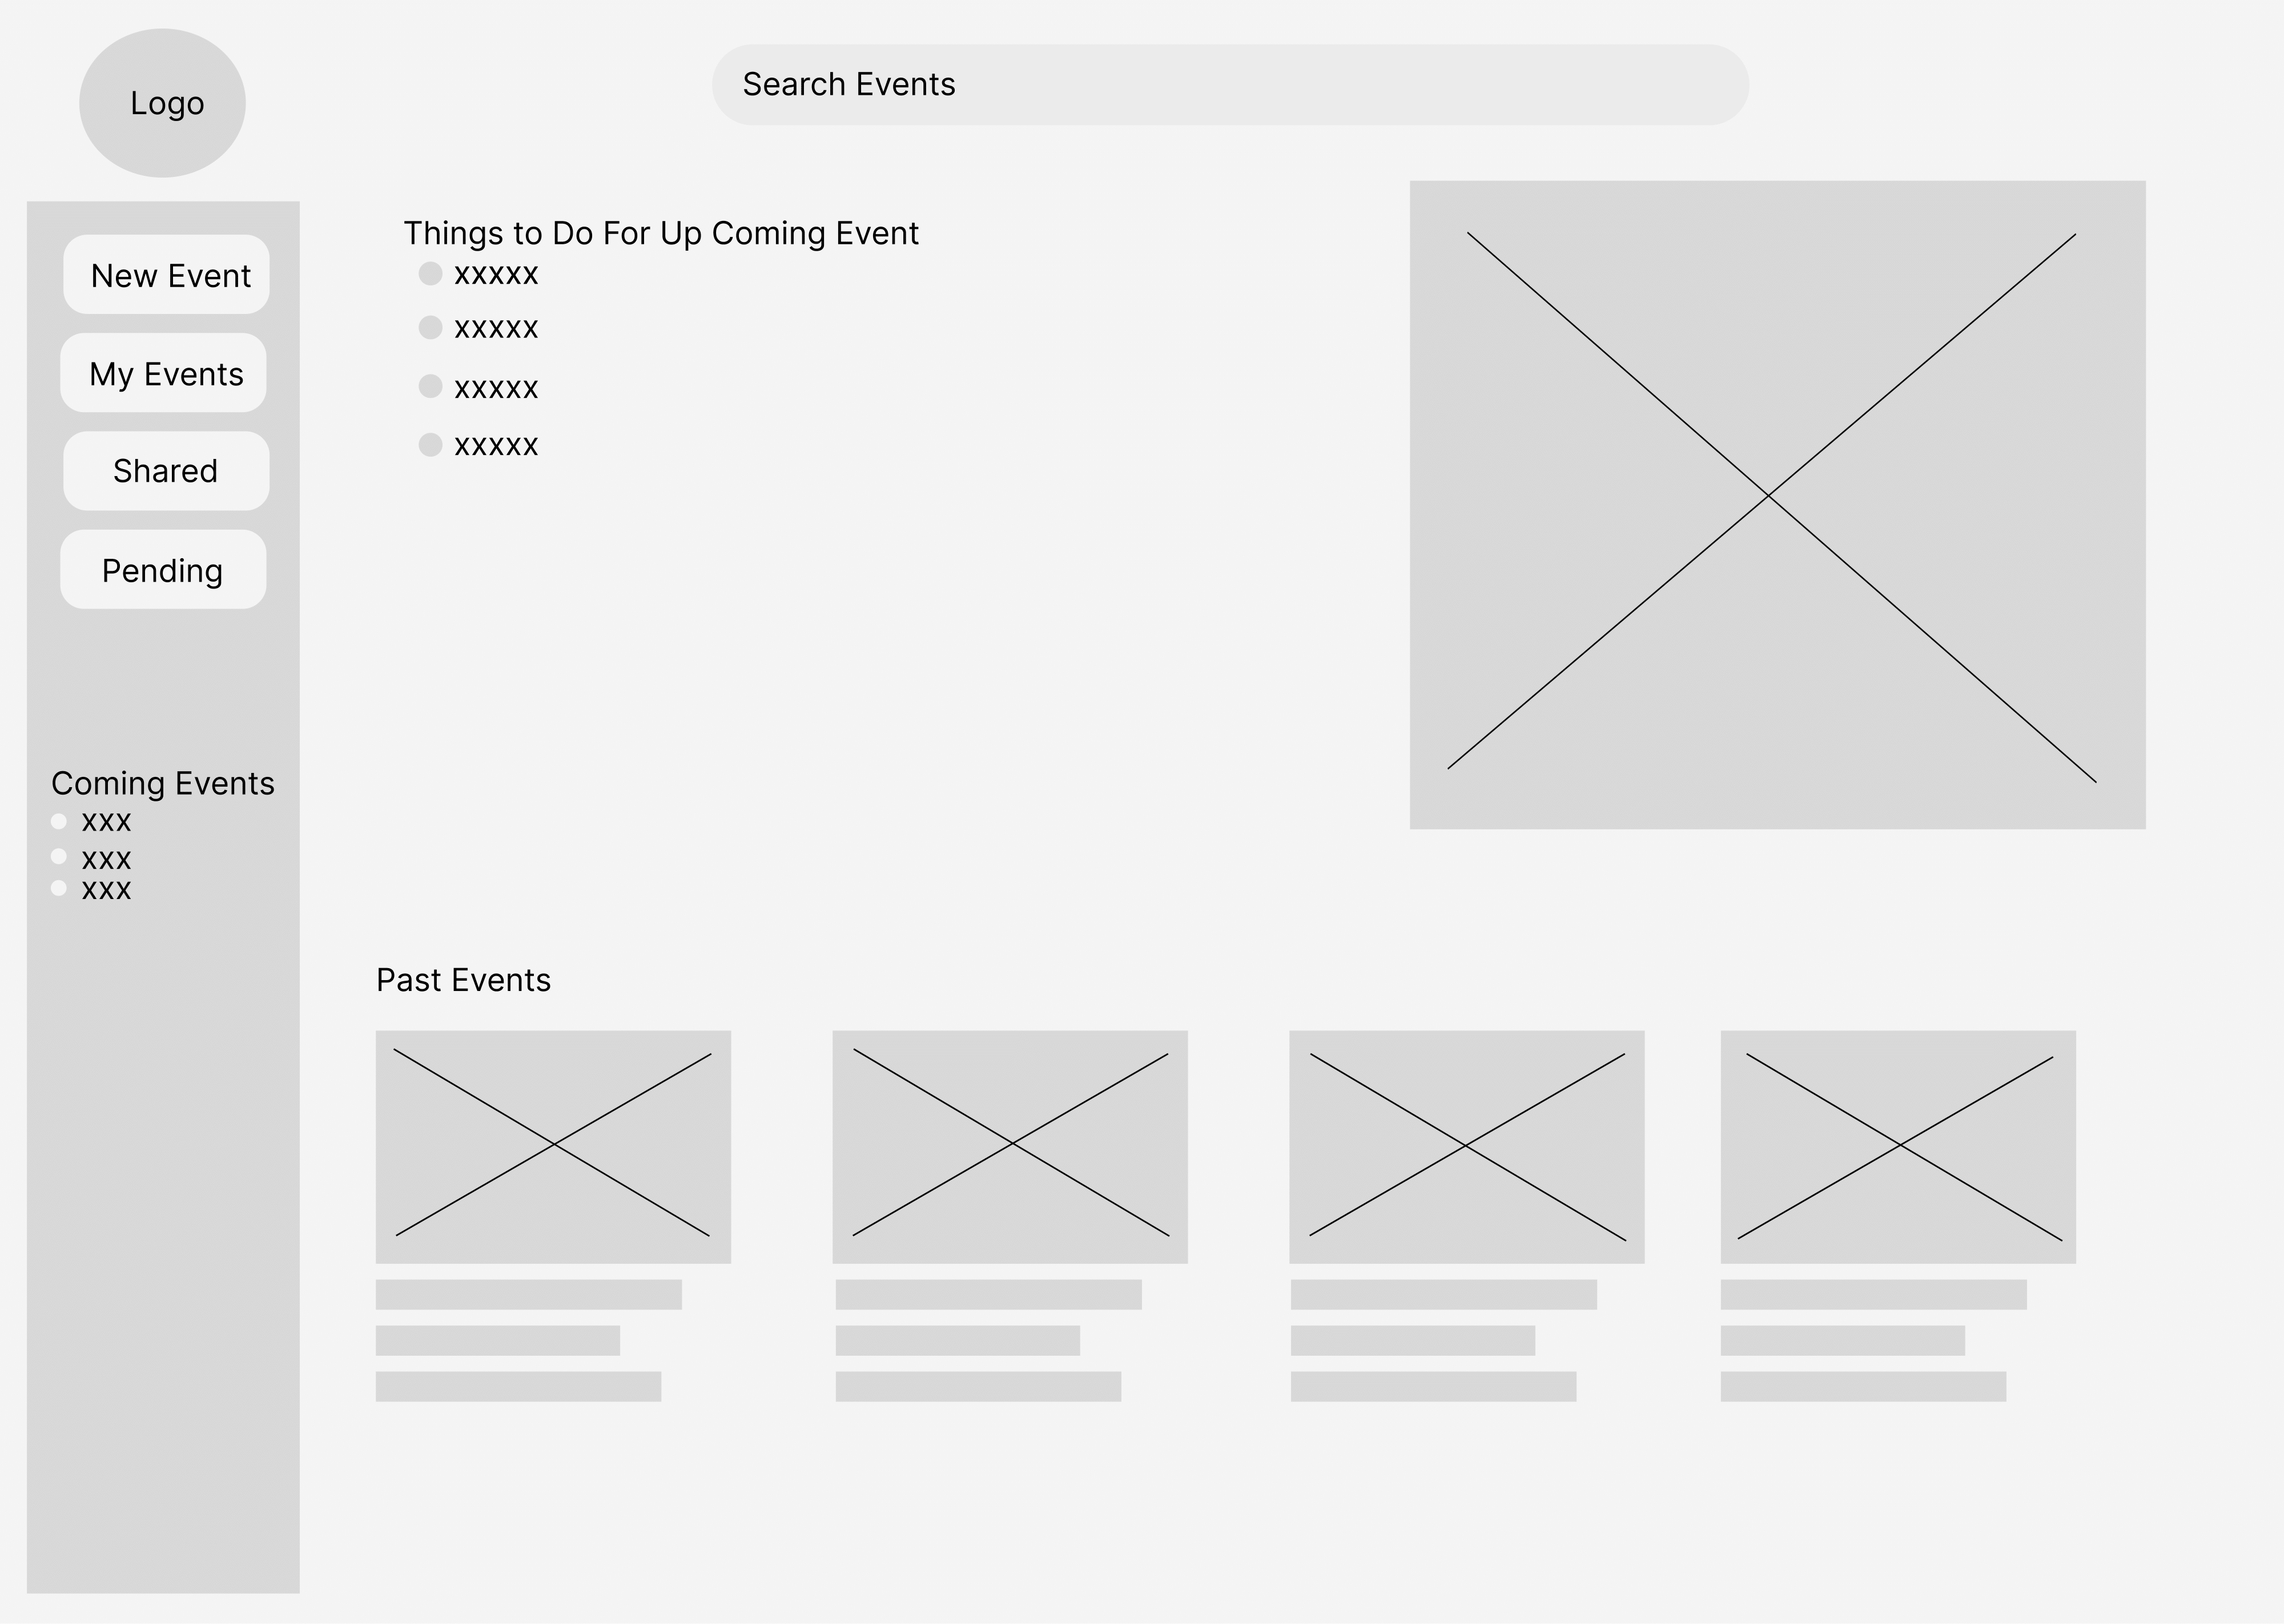 Logo
Search Events
New Event
My Events
Shared
Pending
Coming Events
xxx
xxx
xxx
Things to Do For Up Coming Event
xxxxx
xxxxx
xxxxx
xxxxx
Past Events